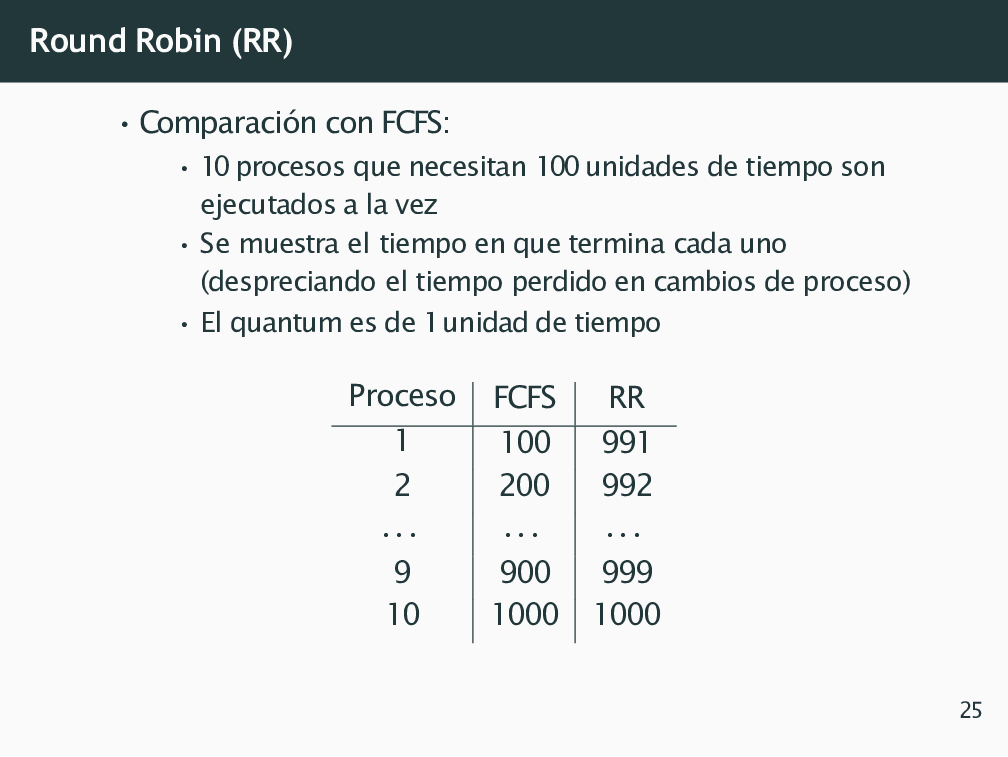 Round Robin (RR)
• Comparación con FCFS:
• 10 procesos que necesitan 100 unidades de tiempo son
ejecutados a la vez
• Se muestra el tiempo en que termina cada uno
(despreciando el tiempo perdido en cambios de proceso)
• El quantum es de 1 unidad de tiempo
Proceso FCFS RR
1 100 991
2 200 992
... ... ...
9 900 999
10 1000 1000
25